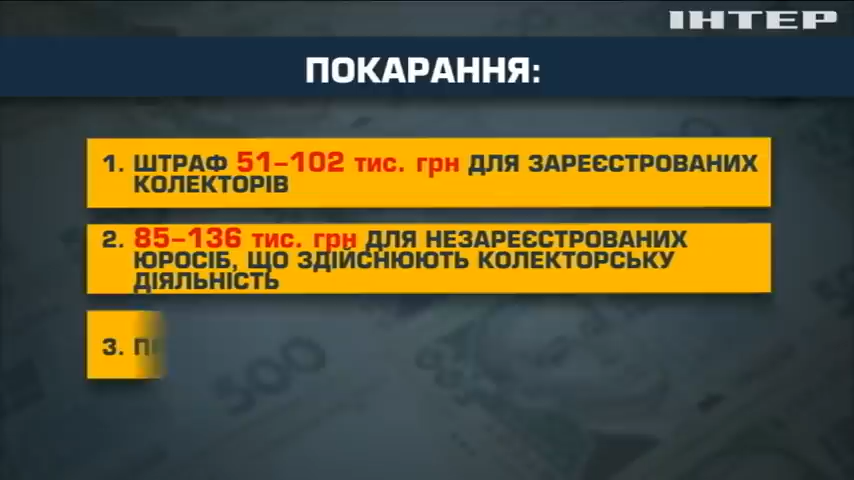 ІНТЕР
ПОКАРАННЯ:
1. ШТРАФ 51–102 тис. грн ДЛЯ ЗАРЕЄСТРОВАНИХ
КОЛЕКТОРІВ
2. 85–136 тис. грн ДЛЯ НЕЗАРЕЄСТРОВАНИХ
ЮРОСІБ, ЩО ЗДІЙСНЮЮТЬ КОЛЕКТОРСЬКУ
ДІЯЛЬНІСТЬ
3.
500